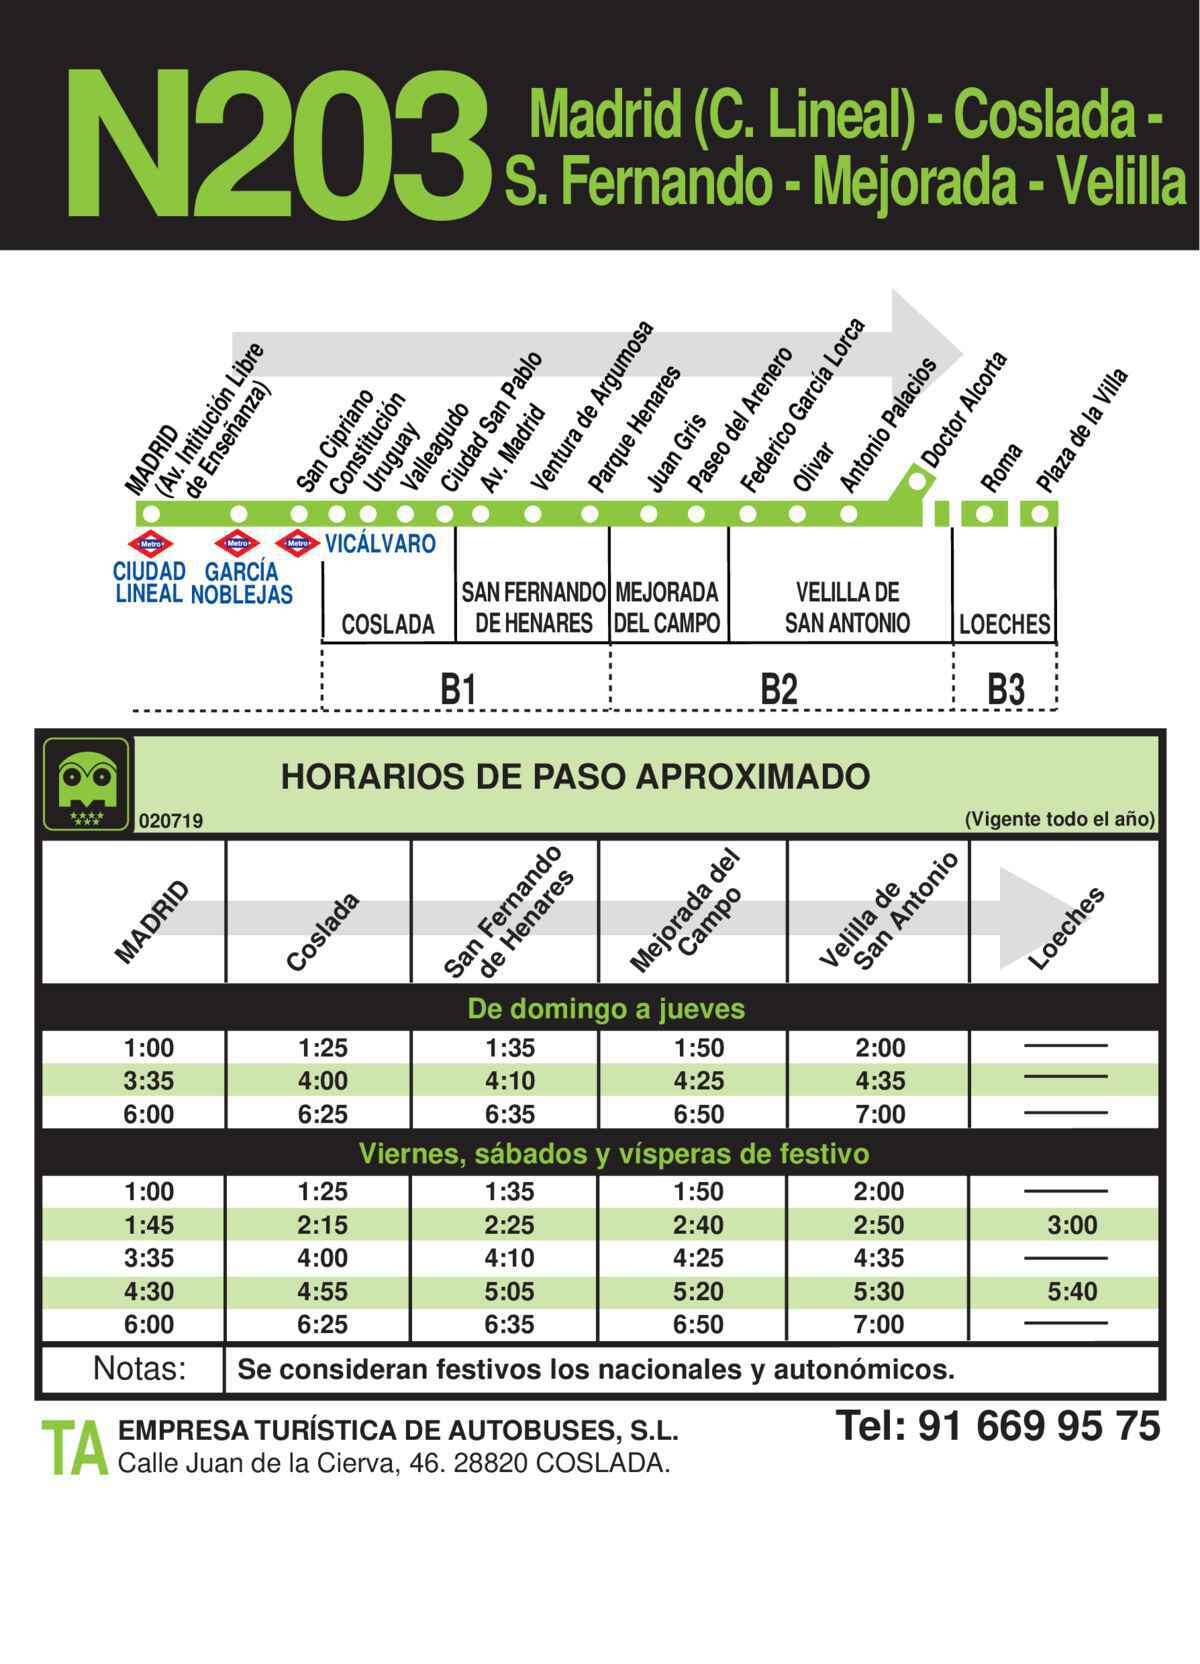 N203
Madrid (C. Lineal) - Coslada -
S. Fernando - Mejorada - Velilla
MADRID
(Av. Intitución Libre
de Enseñanza)
San Cipriano
Constitución
Uruguay
Valleagudo
Ciudad San Pablo
Av. Madrid
Ventura de Argumosa
Parque Henares
Juan Gris
Paseo del Arenero
Federico García Lorca
Olivar
Antonio Palacios
Doctor Alcorta
Roma
Plaza de la Villa
Metro
Metro
Metro
VICÁLVARO
CIUDAD
LINEAL
GARCÍA
NOBLEJAS
COSLADA
SAN FERNANDO
DE HENARES
MEJORADA
DEL CAMPO
VELILLA DE
SAN ANTONIO
LOECHES
B1
B2
B3
HORARIOS DE PASO APROXIMADO
020719
(Vigente todo el año)
MADRID
Coslada
San Fernando
de Henares
Mejorada del
Campo
Velilla de
San Antonio
Loeches
De domingo a jueves
1:00 1:25 1:35 1:50 2:00
3:35 4:00 4:10 4:25 4:35
6:00 6:25 6:35 6:50 7:00
Viernes, sábados y vísperas de festivo
1:00 1:25 1:35 1:50 2:00
1:45 2:15 2:25 2:40 2:50 3:00
3:35 4:00 4:10 4:25 4:35
4:30 4:55 5:05 5:20 5:30 5:40
6:00 6:25 6:35 6:50 7:00
Notas: Se consideran festivos los nacionales y autonómicos.
TA
EMPRESA TURÍSTICA DE AUTOBUSES, S.L.
Calle Juan de la Cierva, 46. 28820 COSLADA.
Tel: 91 669 95 75